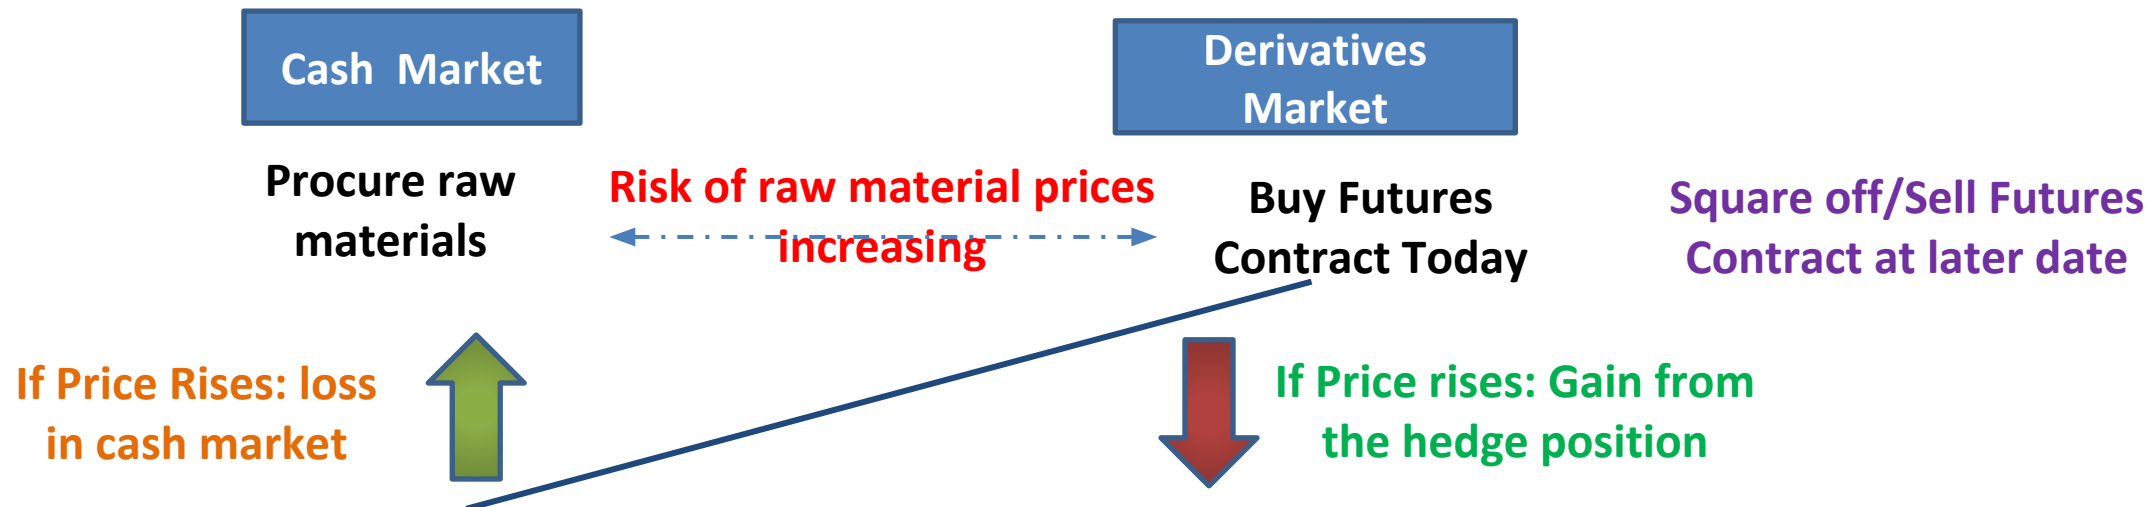 Cash Market
Derivatives
Market
Procure raw
materials
Risk of raw material prices
increasing
Buy Futures
Contract Today
Square off/Sell Futures
Contract at later date
If Price Rises: loss
in cash market
If Price rises: Gain from
the hedge position